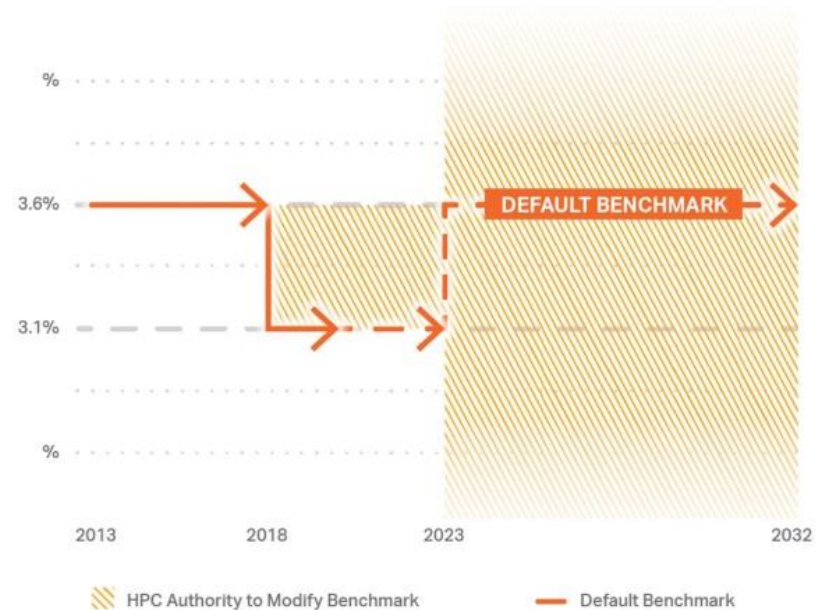 %
3.6%
DEFAULT BENCHMARK
3.1%
%
2013 2018 2023 2032
HPC Authority to Modify Benchmark Default Benchmark